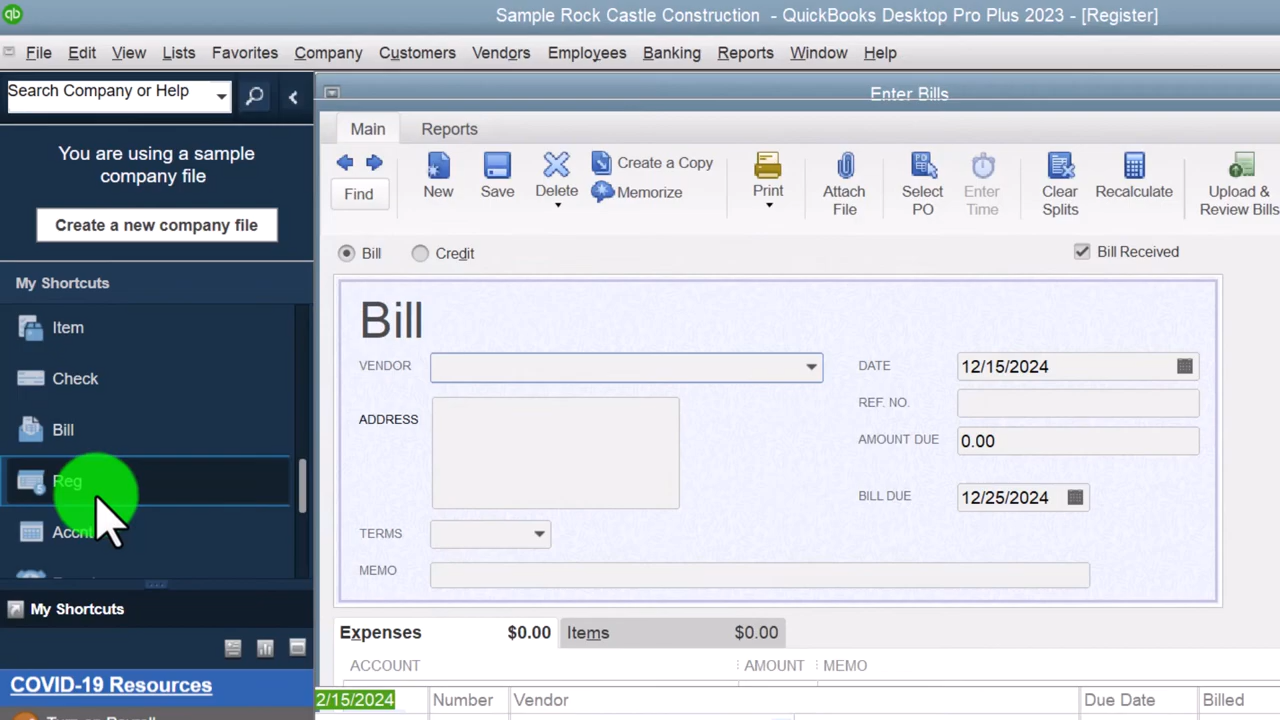 qb
Sample Rock Castle Construction - QuickBooks Desktop Pro Plus 2023 - [Register]
File Edit View Lists Favorites Company Customers Vendors Employees Banking Reports Window Help
Search Company or Help
Enter Bills
Main Reports
You are using a sample
company file
Create a new company file
Find
New
Save
Delete
Create a Copy
Memorize
Print
Attach
File
Select
PO
Enter
Time
Clear
Splits
Recalculate
Upload &
Review Bills
Bill Credit Bill Received
My Shortcuts
Item
Check
Bill
Reg
Accnt
Bill
VENDOR
DATE 12/15/2024
REF. NO.
ADDRESS
AMOUNT DUE 0.00
BILL DUE 12/25/2024
TERMS
MEMO
My Shortcuts
COVID-19 Resources
Turn on Payroll
Expenses $0.00 Items $0.00
ACCOUNT AMOUNT MEMO
2/15/2024 Number Vendor Due Date Billed